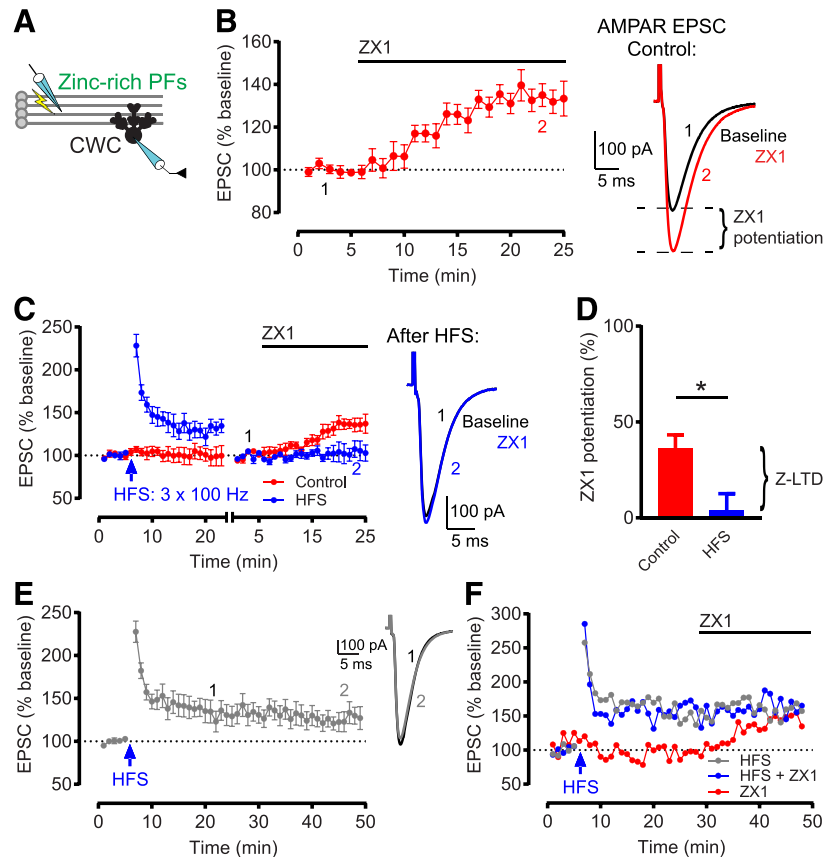 A
Zinc-rich PFs
CWC
B
ZX1
EPSC (% baseline)
160
140
120
100
80
60
1
2
0
5
10
15
20
25
Time (min)
AMPAR EPSC
Control:
1
Baseline
ZX1
2
100 pA
5 ms
ZX1
potentiation
C
EPSC (% baseline)
250
200
150
100
50
ZX1
1
2
HFS: 3 x 100 Hz
Control
HFS
0
10
20
5
15
25
Time (min)
After HFS:
1
Baseline
ZX1
2
100 pA
5 ms
D
ZX1 potentiation (%)
100
50
0
*
Z-LTD
Control
HFS
E
EPSC (% baseline)
250
200
150
100
50
1
2
HFS
0
10
20
30
40
50
Time (min)
100 pA
5 ms
1
2
F
EPSC (% baseline)
300
250
200
150
100
50
ZX1
HFS
HFS
HFS + ZX1
ZX1
0
10
20
30
40
50
Time (min)